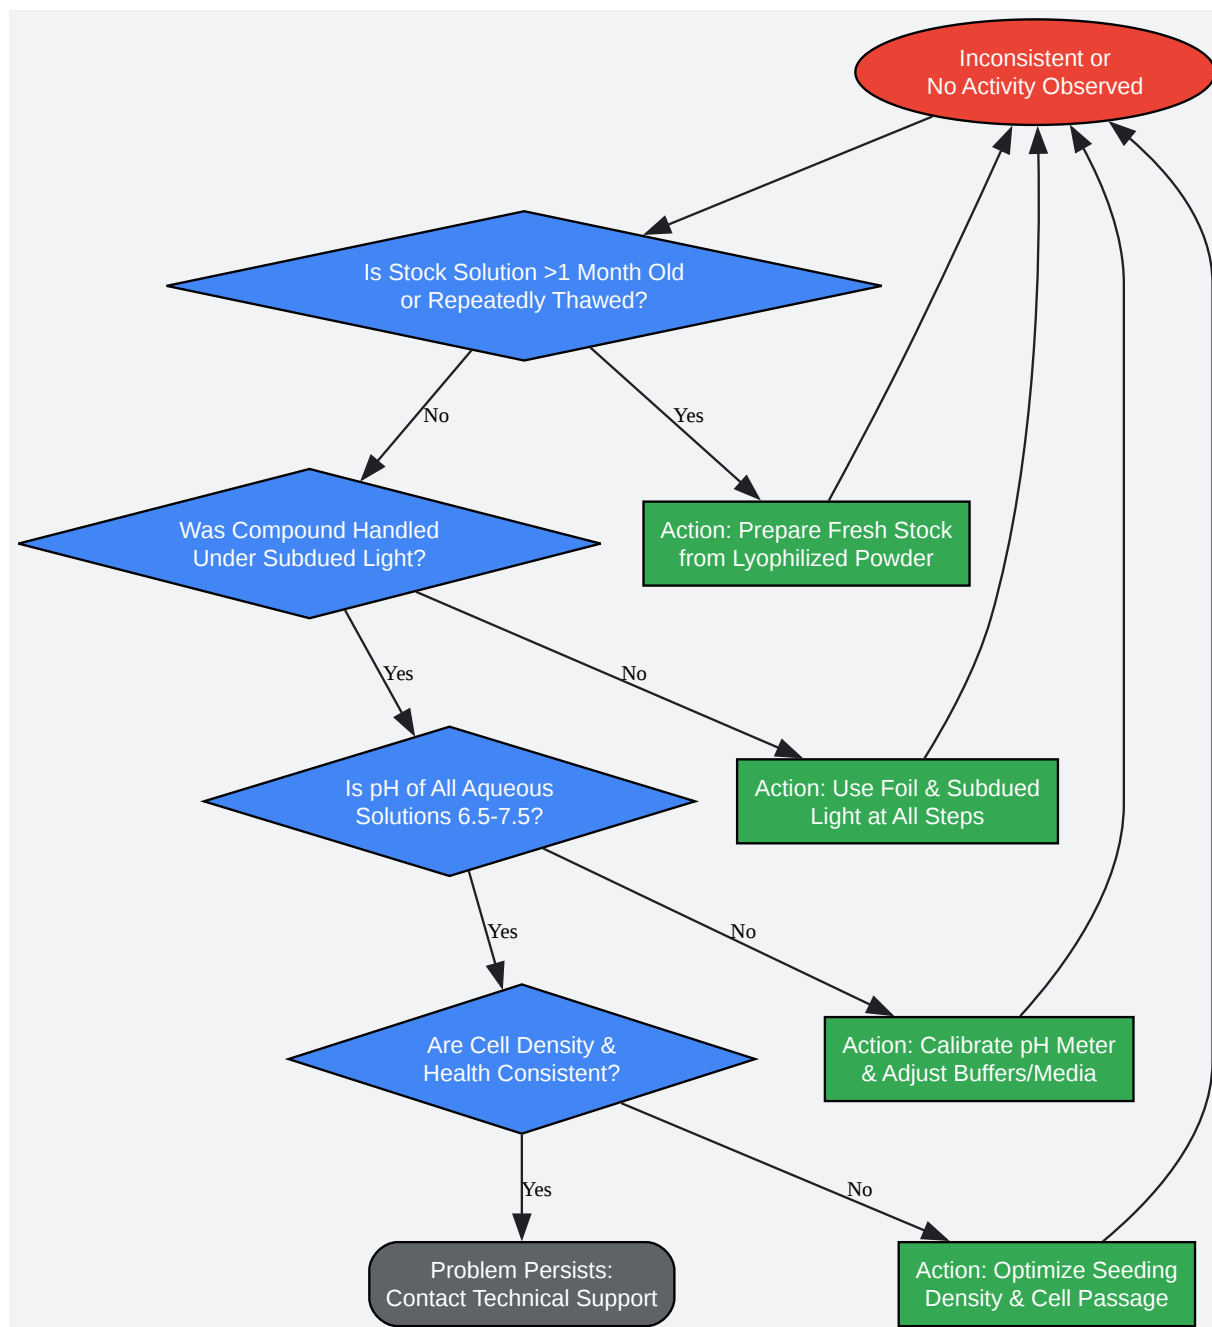 Inconsistent or
No Activity Observed
Is Stock Solution >1 Month Old
or Repeatedly Thawed?
No
Yes
Was Compound Handled
Under Subdued Light?
Action: Prepare Fresh Stock
from Lyophilized Powder
Yes
No
Is pH of All Aqueous
Solutions 6.5-7.5?
Action: Use Foil & Subdued
Light at All Steps
Yes
No
Are Cell Density &
Health Consistent?
Action: Calibrate pH Meter
& Adjust Buffers/Media
Yes
No
Problem Persists:
Contact Technical Support
Action: Optimize Seeding
Density & Cell Passage